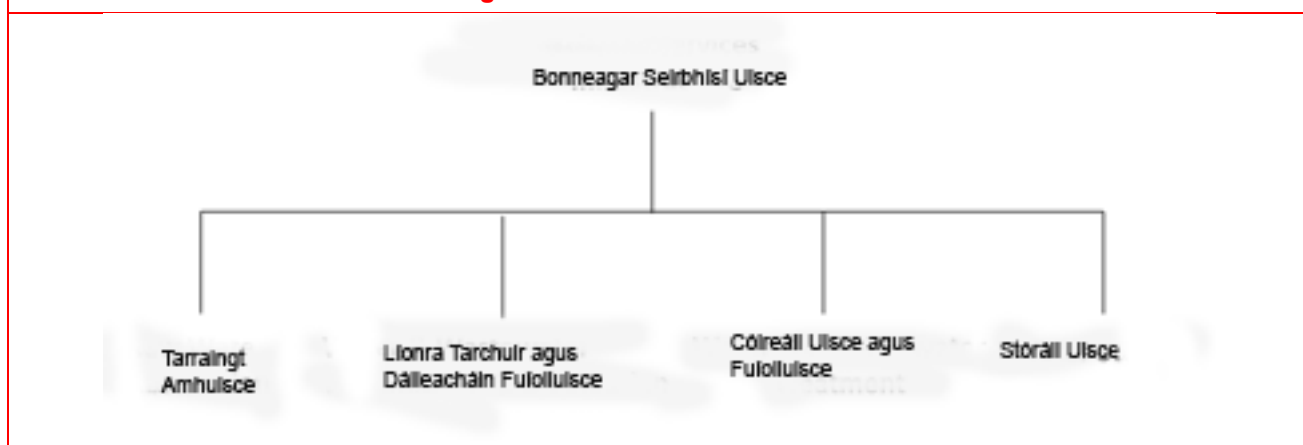 Bonneagar Seirbhísí Uisce
Tarraingt
Amhuisce
Líonra Tarchuir agus
Dáileacháin Fuíolluisce
Cóireáil Uisce agus
Fuíolluisce
Stóráil Uisce